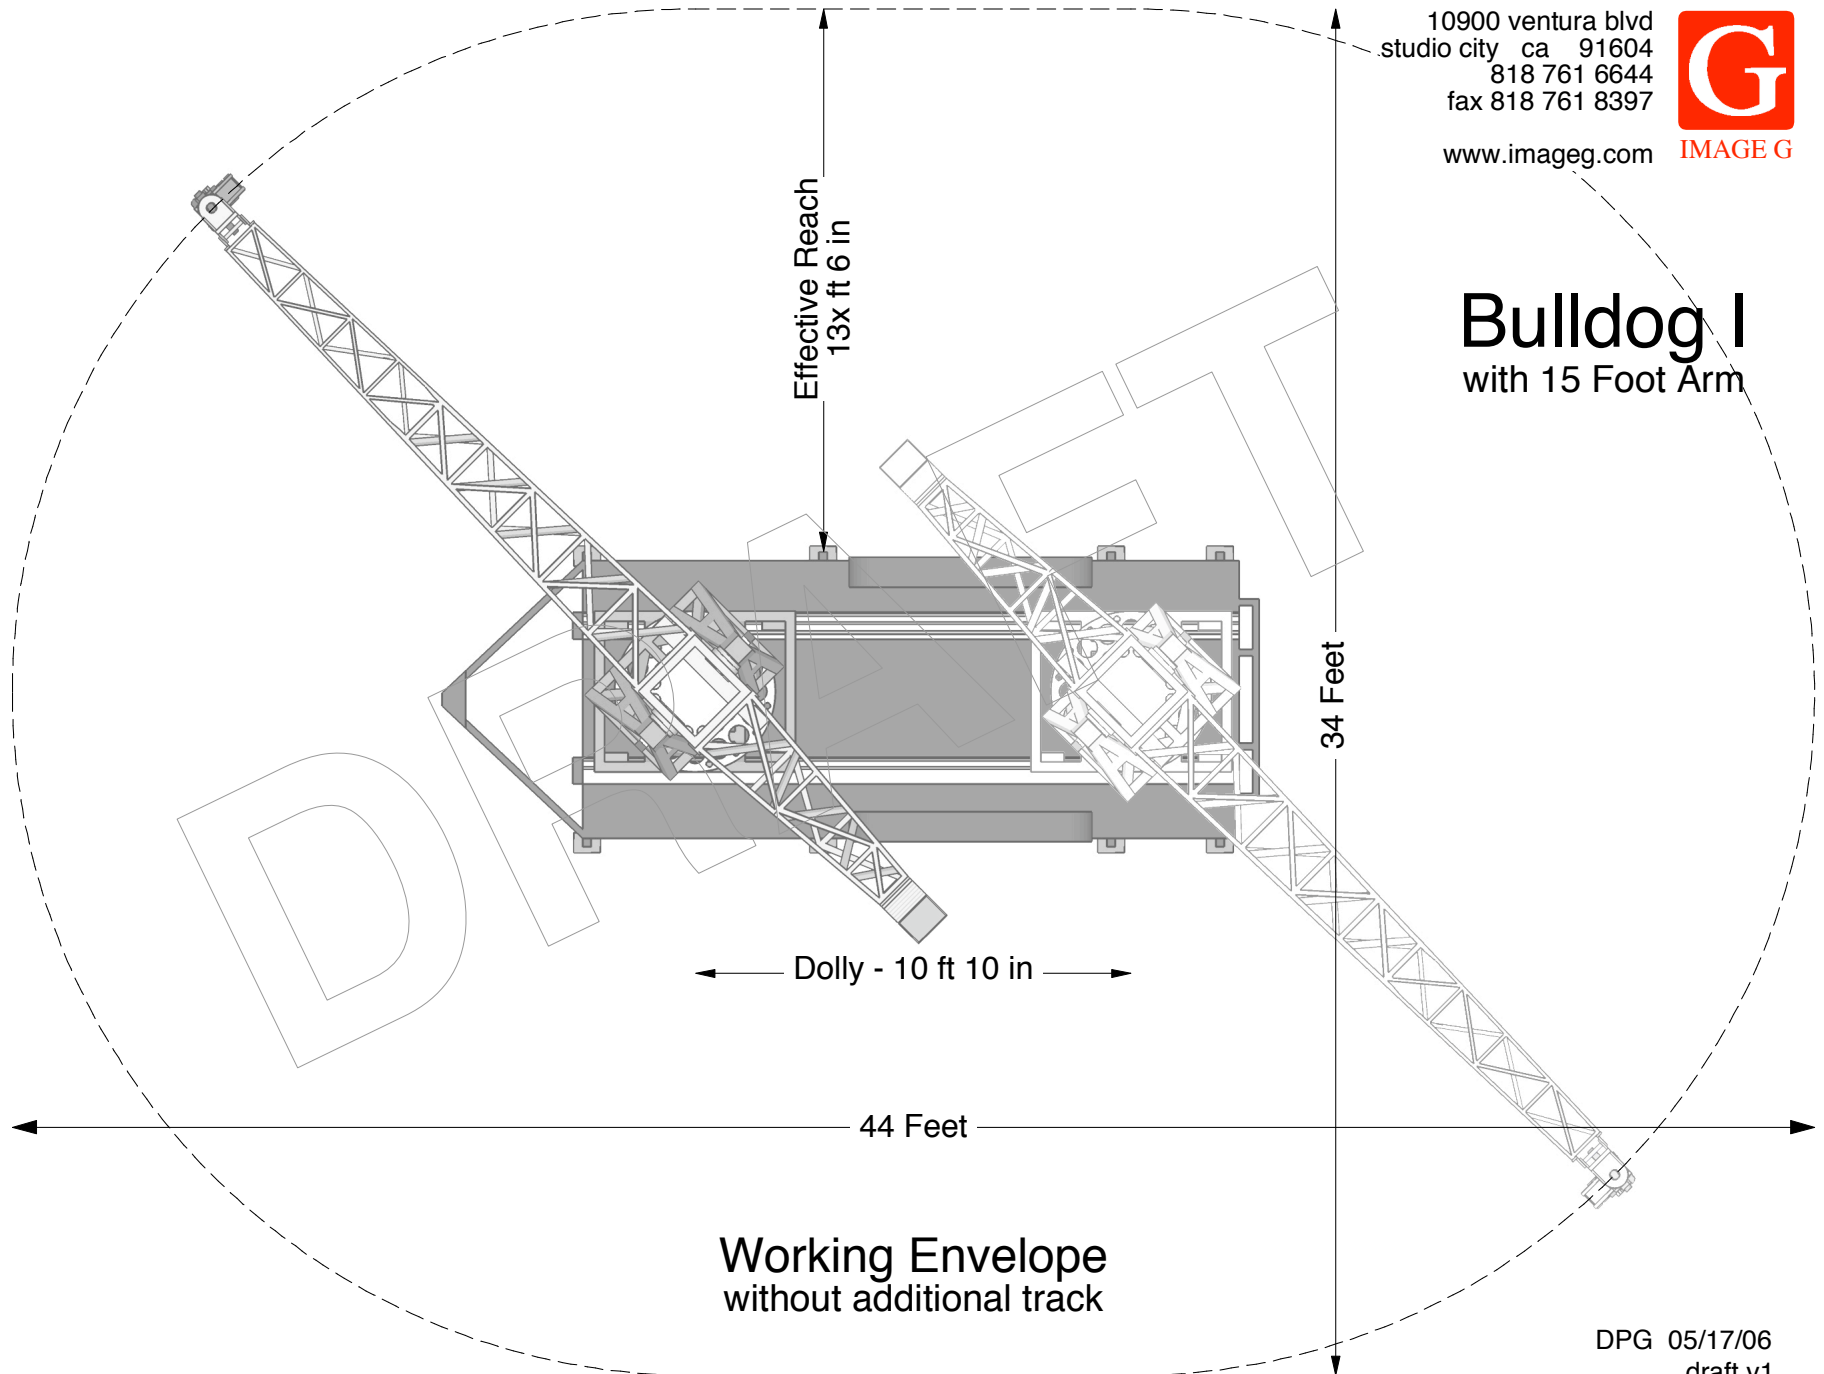 10900 ventura blvd
studio city ca 91604
818 761 6644
fax 818 761 8397
www.imageg.com
G
IMAGE G
Bulldog I
with 15 Foot Arm
Effective Reach
13x ft 6 in
34 Feet
DRAFT
Dolly - 10 ft 10 in
44 Feet
Working Envelope
without additional track
DPG 05/17/06
draft v1